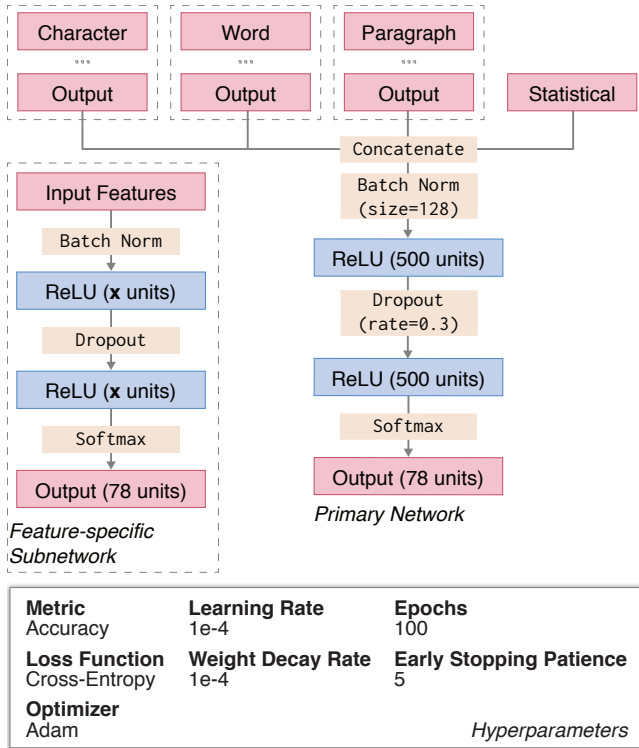 Character
Word
Paragraph
...
...
...
Output
Output
Output
Statistical
Concatenate
Input Features
Batch Norm
ReLU (x units)
Dropout
ReLU (x units)
Softmax
Output (78 units)
Feature-specific
Subnetwork
Batch Norm
(size=128)
ReLU (500 units)
Dropout
(rate=0.3)
ReLU (500 units)
Softmax
Output (78 units)
Primary Network
Metric
Accuracy
Learning Rate
1e-4
Epochs
100
Loss Function
Cross-Entropy
Weight Decay Rate
1e-4
Early Stopping Patience
5
Optimizer
Adam
Hyperparameters